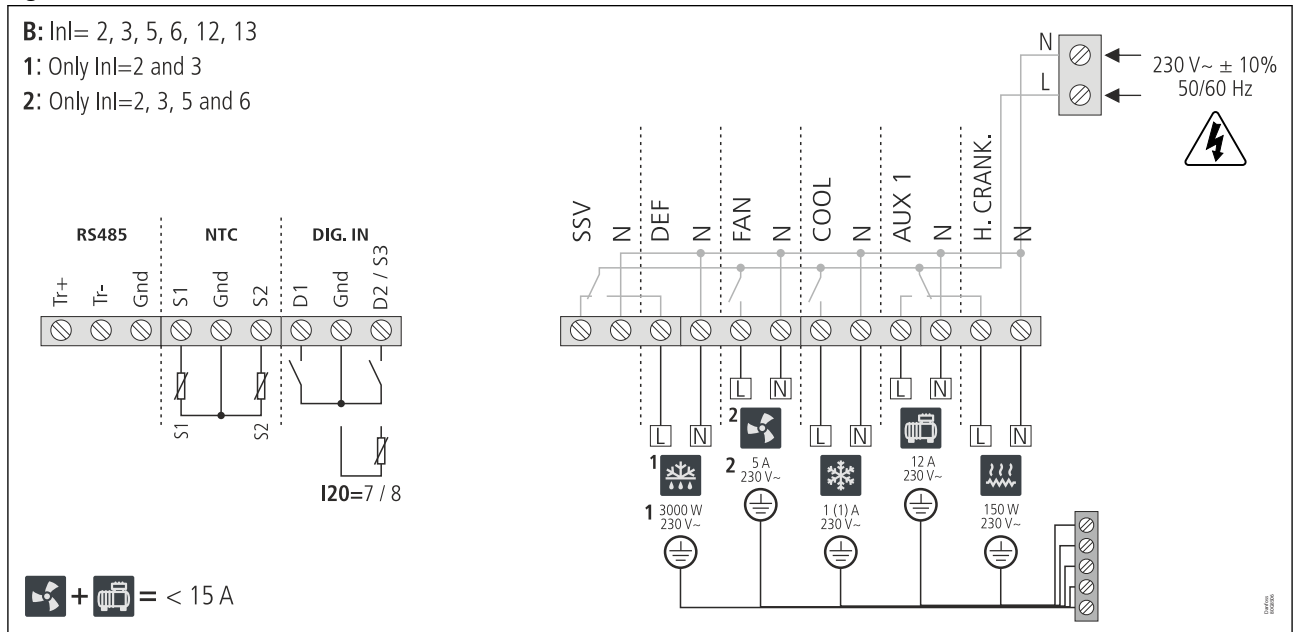 B: InI= 2, 3, 5, 6, 12, 13
1: Only InI=2 and 3
2: Only InI=2, 3, 5 and 6
N
L
230 V~ ± 10%
50/60 Hz
RS485
NTC
DIG. IN
Tr+
Tr-
Gnd
S1
Gnd
S2
D1
Gnd
D2 / S3
S1
S2
I20=7 / 8
SSV
N
DEF
N
FAN
N
COOL
N
AUX 1
N
H. CRANK.
N
L
N
L
N
2
L
N
L
N
L
N
1
1 3000 W
230 V~
2 5 A
230 V~
1 (1) A
230 V~
12 A
230 V~
150 W
230 V~
+ = < 15 A
Danfoss